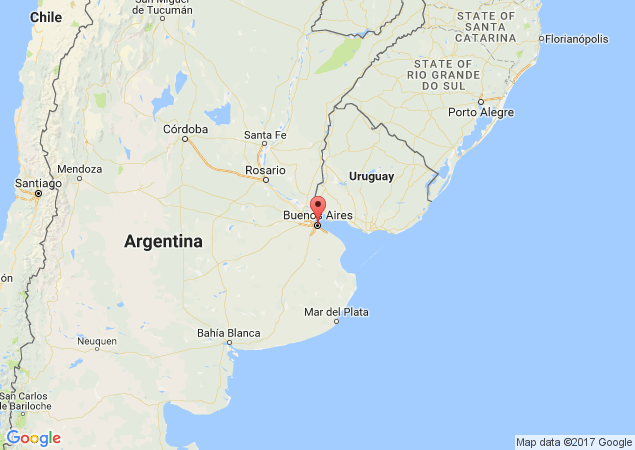 San Miguel
de Tucumán
Chile
STATE OF
SANTA
CATARINA
Florianópolis
STATE OF
RIO GRANDE
DO SUL
Porto Alegre
Córdoba
Santa Fe
Mendoza
Rosario
Uruguay
Santiago
Buenos Aires
Argentina
ón
Mar del Plata
Bahía Blanca
Neuquen
San Carlos
de Bariloche
Google
Map data ©2017 Google